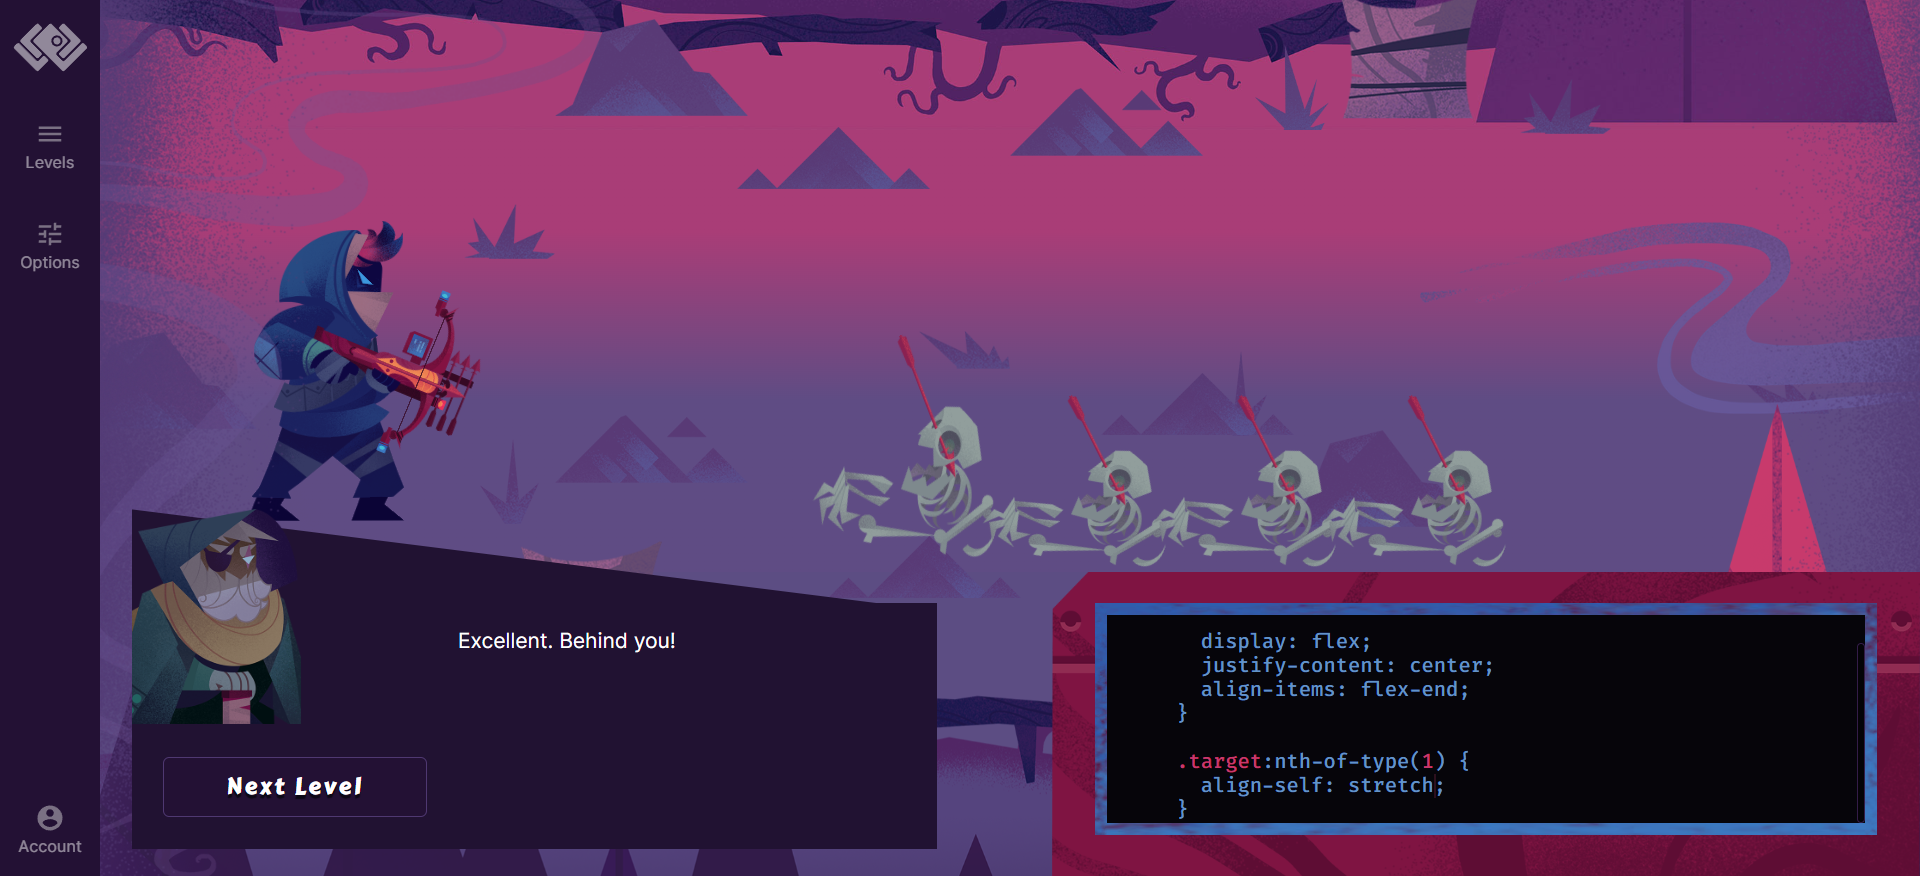 Levels
Options
Excellent. Behind you!
Next Level
Account
display: flex;
justify-content: center;
align-items: flex-end;
}
.target:nth-of-type(1) {
align-self: stretch;
}